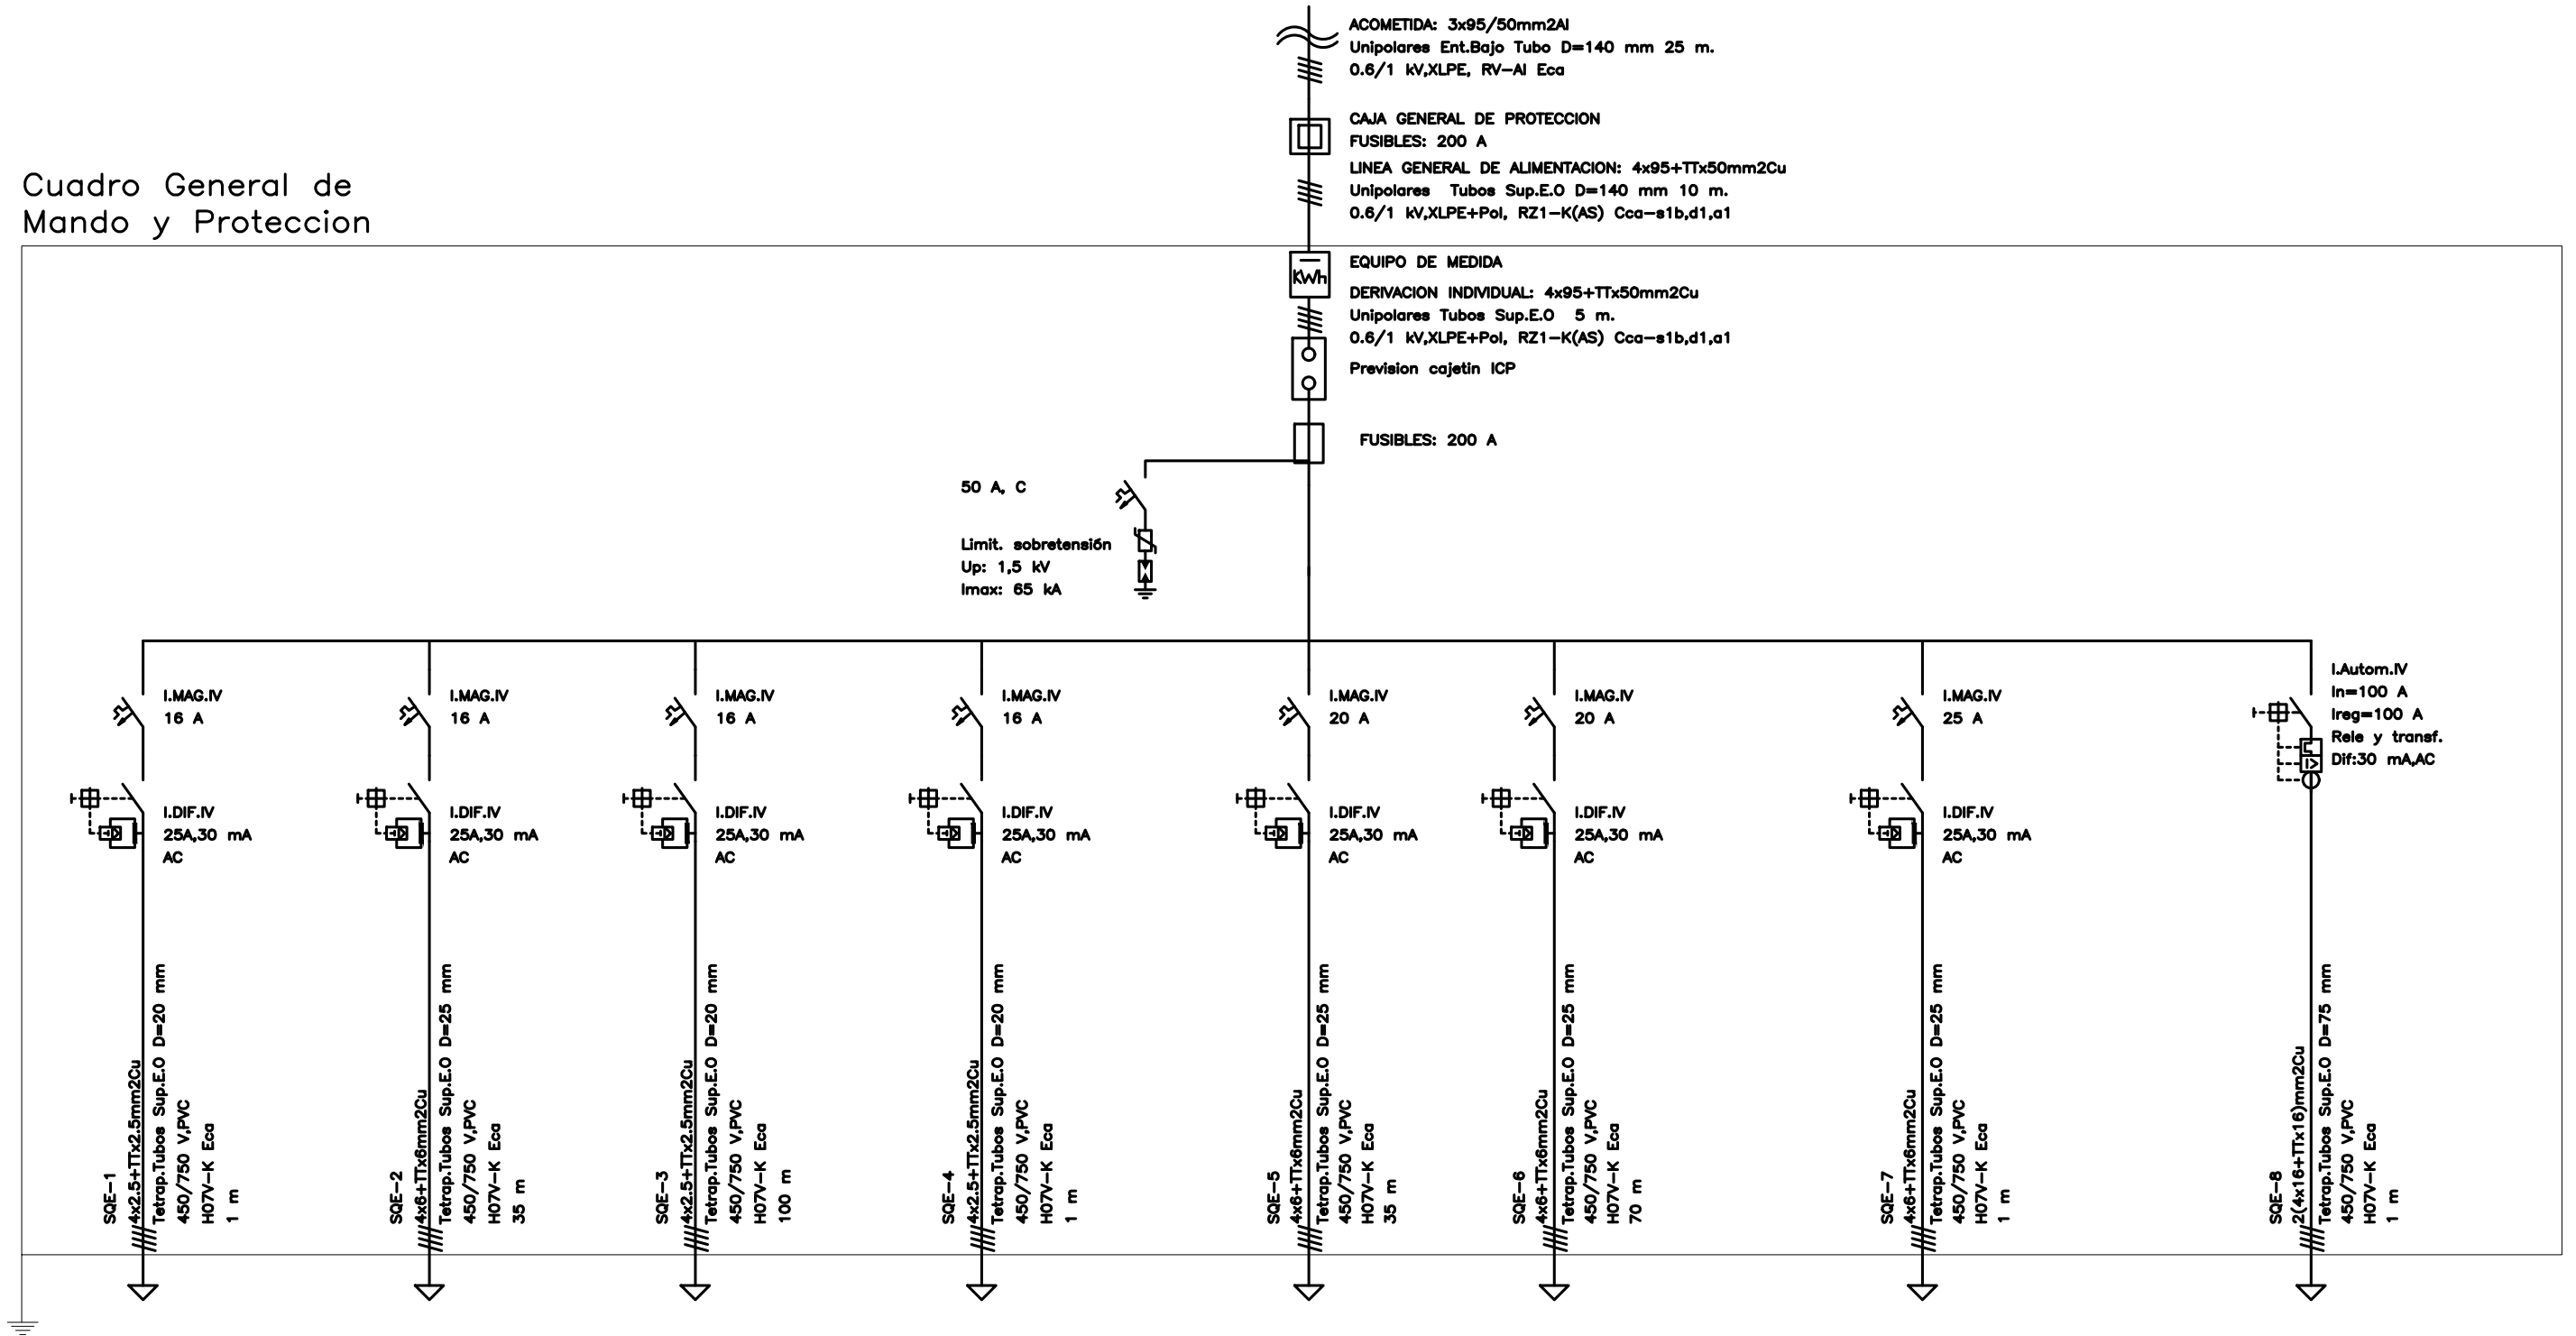 ACOMETIDA: 3x95/50mm2Al
Unipolares Ent.Bajo Tubo D=140 mm 25 m.
0.6/1 kV,XLPE, RV-Al Eca
CAJA GENERAL DE PROTECCION
FUSIBLES: 200 A
LINEA GENERAL DE ALIMENTACION: 4x95+TTx50mm2Cu
Unipolares Tubos Sup.E.O D=140 mm 10 m.
0.6/1 kV,XLPE+Pol, RZ1-K(AS) Cca-s1b,d1,a1
Cuadro General de
Mando y Proteccion
KWh
EQUIPO DE MEDIDA
DERIVACION INDIVIDUAL: 4x95+TTx50mm2Cu
Unipolares Tubos Sup.E.O 5 m.
0.6/1 kV,XLPE+Pol, RZ1-K(AS) Cca-s1b,d1,a1
Prevision cajetin ICP
FUSIBLES: 200 A
50 A, C
Limit. sobretensión
Up: 1,5 kV
Imax: 65 kA
I.MAG.IV
16 A
I.DIF.IV
25A,30 mA
AC
SQE-1
4x2.5+TTx2.5mm2Cu
Tetrap.Tubos Sup.E.O D=20 mm
450/750 V,PVC
H07V-K Eca
1 m
I.MAG.IV
16 A
I.DIF.IV
25A,30 mA
AC
SQE-2
4x6+TTx6mm2Cu
Tetrap.Tubos Sup.E.O D=25 mm
450/750 V,PVC
H07V-K Eca
35 m
I.MAG.IV
16 A
I.DIF.IV
25A,30 mA
AC
SQE-3
4x2.5+TTx2.5mm2Cu
Tetrap.Tubos Sup.E.O D=20 mm
450/750 V,PVC
H07V-K Eca
100 m
I.MAG.IV
16 A
I.DIF.IV
25A,30 mA
AC
SQE-4
4x2.5+TTx2.5mm2Cu
Tetrap.Tubos Sup.E.O D=20 mm
450/750 V,PVC
H07V-K Eca
1 m
I.MAG.IV
20 A
I.DIF.IV
25A,30 mA
AC
SQE-5
4x6+TTx6mm2Cu
Tetrap.Tubos Sup.E.O D=25 mm
450/750 V,PVC
H07V-K Eca
35 m
I.MAG.IV
20 A
I.DIF.IV
25A,30 mA
AC
SQE-6
4x6+TTx6mm2Cu
Tetrap.Tubos Sup.E.O D=25 mm
450/750 V,PVC
H07V-K Eca
70 m
I.MAG.IV
25 A
I.DIF.IV
25A,30 mA
AC
SQE-7
4x6+TTx6mm2Cu
Tetrap.Tubos Sup.E.O D=25 mm
450/750 V,PVC
H07V-K Eca
1 m
I.Autom.IV
In=100 A
Ireg=100 A
Rele y transf.
Dif:30 mA,AC
I>
SQE-8
2(4x16+TTx16)mm2Cu
Tetrap.Tubos Sup.E.O D=75 mm
450/750 V,PVC
H07V-K Eca
1 m